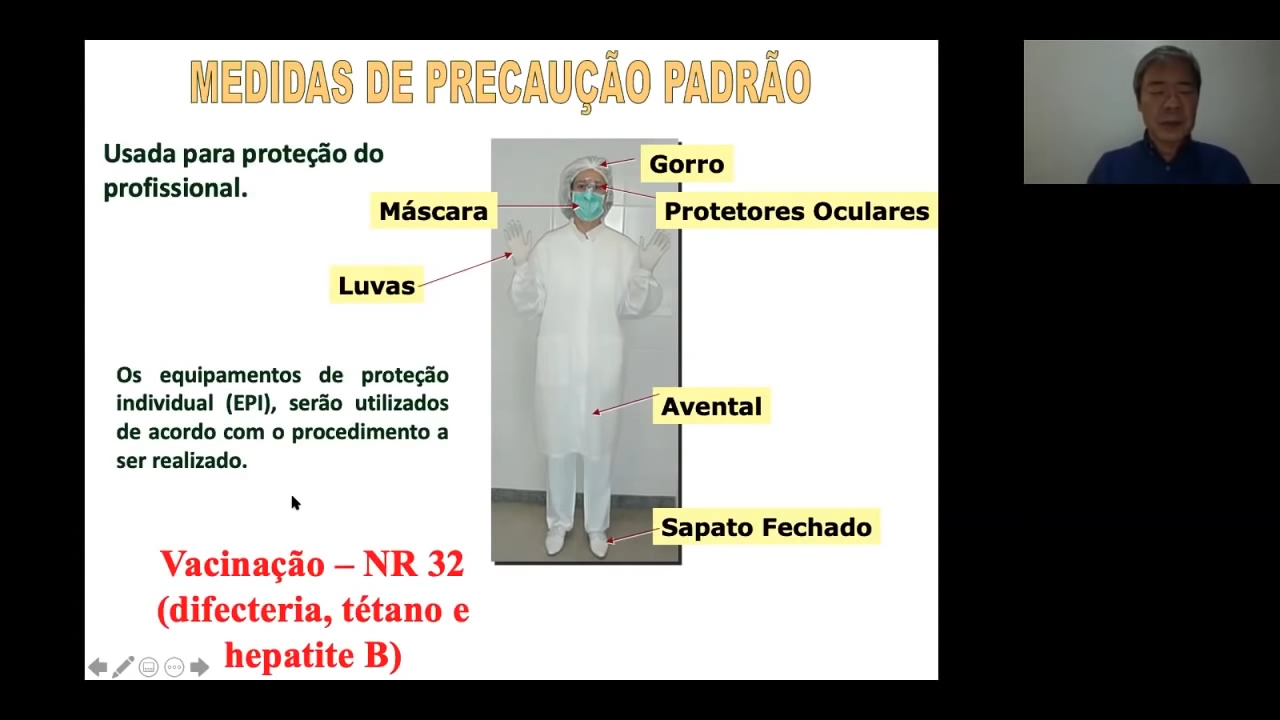 MEDIDAS DE PRECAUÇÃO PADRÃO
Usada para proteção do
profissional.
Gorro
Máscara
Protetores Oculares
Luvas
Os equipamentos de proteção
individual (EPI), serão utilizados
de acordo com o procedimento a
ser realizado.
Avental
Sapato Fechado
Vacinação – NR 32
(difecteria, tétano e
hepatite B)